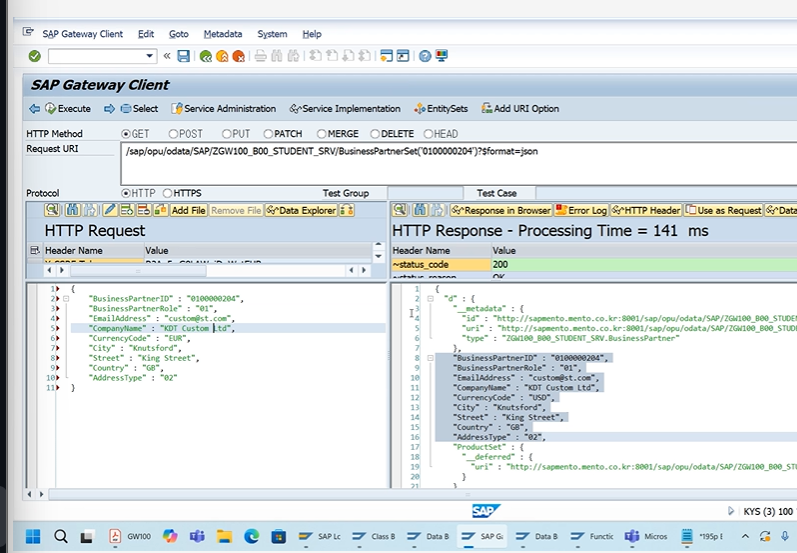 SAP Gateway Client Edit Goto Metadata System Help
SAP Gateway Client
Execute Select Service Administration Service Implementation EntitySets Add URI Option
HTTP Method GET POST PUT PATCH MERGE DELETE HEAD
Request URI /sap/opu/odata/SAP/ZGW100_B00_STUDENT_SRV/BusinessPartnerSet('0100000204')?$format=json
Protocol HTTP HTTPS Test Group Test Case
Add File Remove File Data Explorer
Response in Browser Error Log HTTP Header Use as Request Data
HTTP Request
Header Name Value
HTTP Response - Processing Time = 141 ms
Header Name Value
~status_code 200
~status_reason OK
1 {
2 "BusinessPartnerID" : "0100000204",
3 "BusinessPartnerRole" : "01",
4 "EmailAddress" : "custom@st.com",
5 "CompanyName" : "KDT Custom Ltd",
6 "CurrencyCode" : "EUR",
7 "City" : "Knutsford",
8 "Street" : "King Street",
9 "Country" : "GB",
10 "AddressType" : "02"
11 }
1 {
2 "d" : {
3 "__metadata" : {
4 "id" : "http://sapmento.mento.co.kr:8001/sap/opu/odata/SAP/ZGW100_B00_STUDEN
5 "uri" : "http://sapmento.mento.co.kr:8001/sap/opu/odata/SAP/ZGW100_B00_STUDE
6 "type" : "ZGW100_B00_STUDENT_SRV.BusinessPartner"
7 },
8 "BusinessPartnerID" : "0100000204",
9 "BusinessPartnerRole" : "01",
10 "EmailAddress" : "custom@st.com",
11 "CompanyName" : "KDT Custom Ltd",
12 "CurrencyCode" : "USD",
13 "City" : "Knutsford",
14 "Street" : "King Street",
15 "Country" : "GB",
16 "AddressType" : "02",
17 "ProductSet" : {
18 "__deferred" : {
19 "uri" : "http://sapmento.mento.co.kr:8001/sap/opu/odata/SAP/ZGW100_B00_STU
20 }
21 }
SAP
KYS (3) 100
GW100 SAP Lo Class B Data B SAP Ga Data B Functic Micros *195p